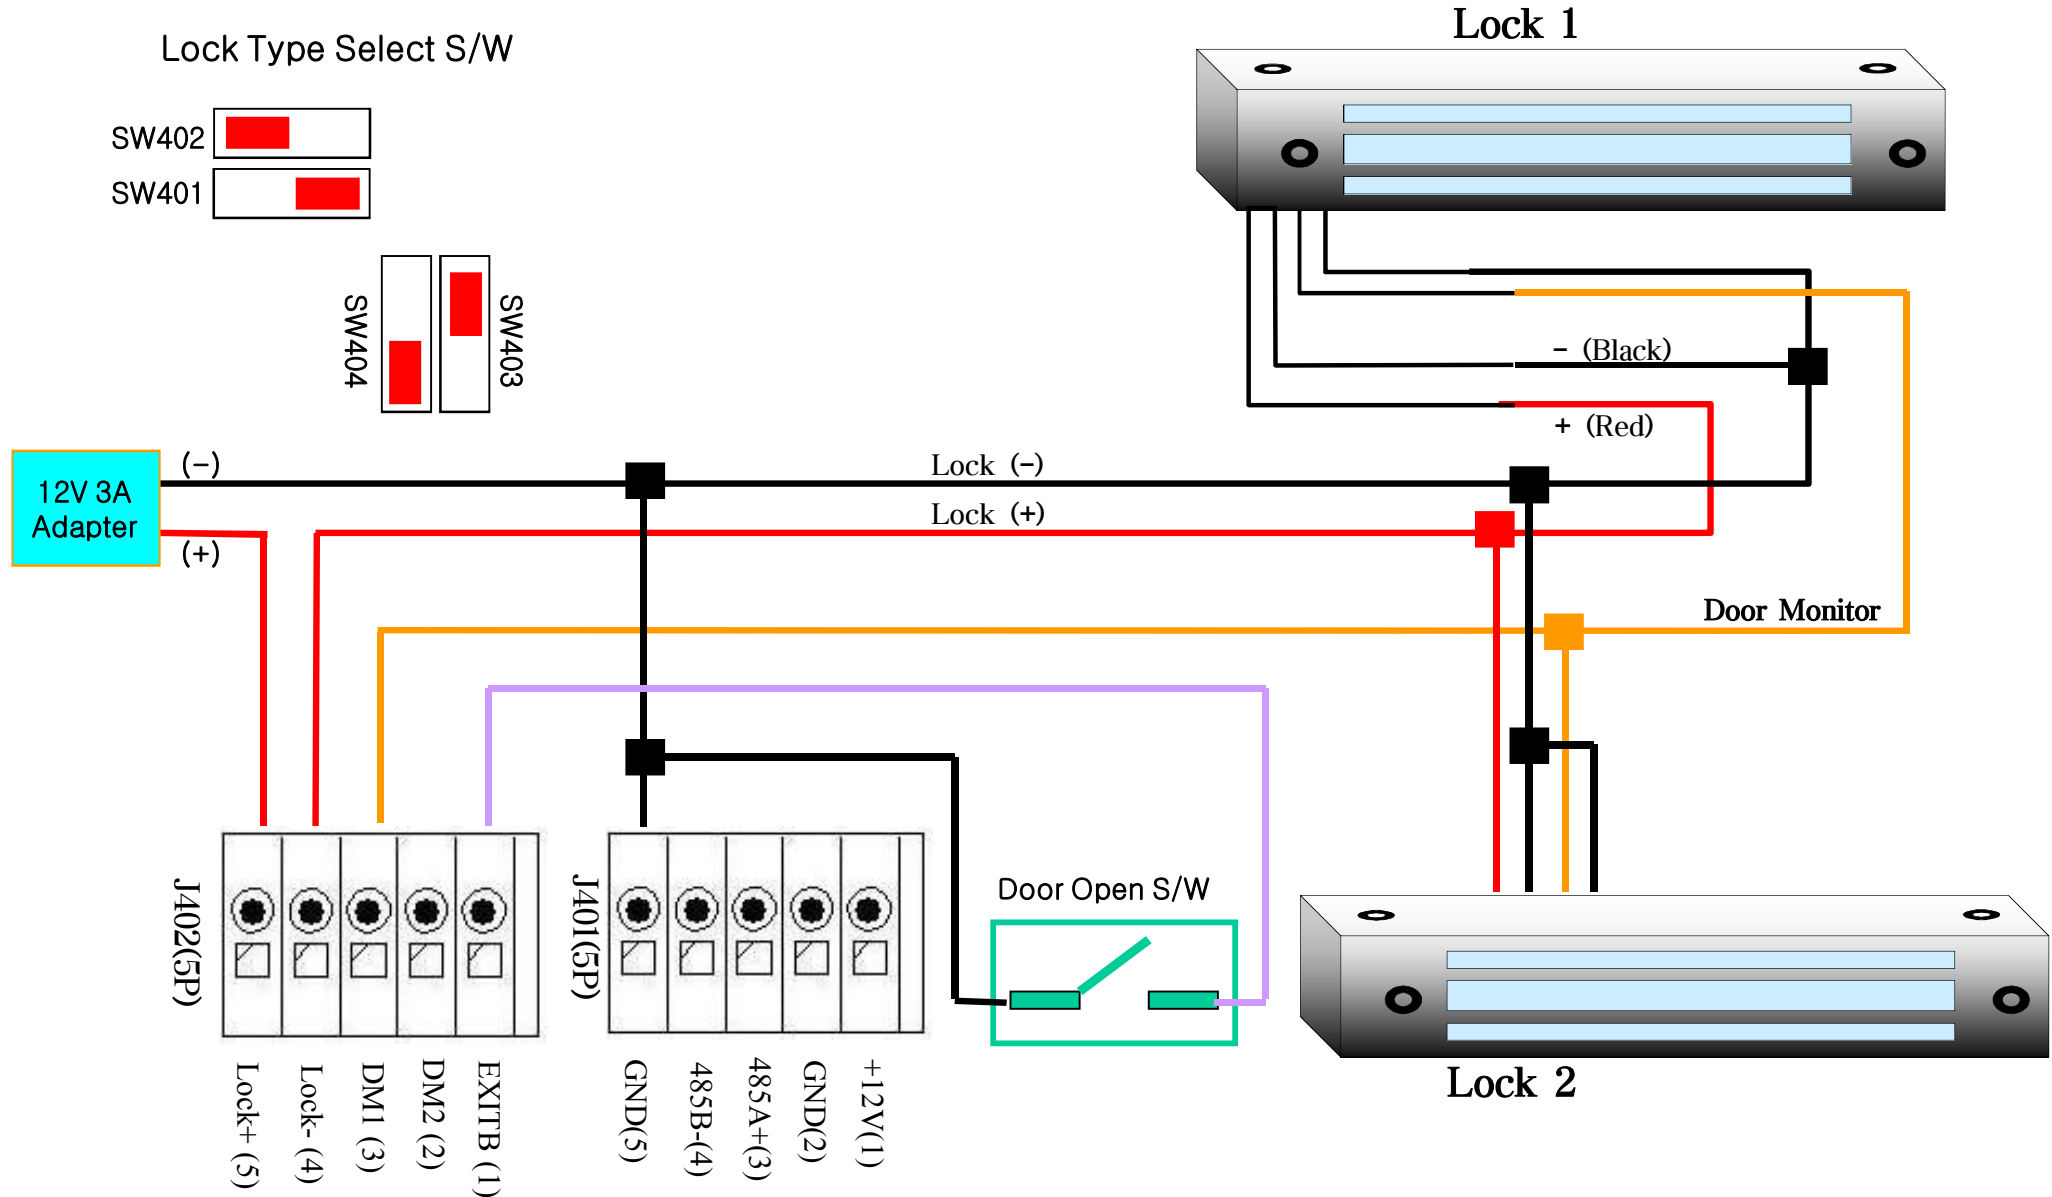 Lock 1
Lock Type Select S/W
SW402
SW401
SW404
SW403
- (Black)
+ (Red)
12V 3A
Adapter
(-)
(+)
Lock (-)
Lock (+)
Door Monitor
J402(5P)
J401(5P)
Door Open S/W
Lock+ (5)
Lock- (4)
DM1 (3)
DM2 (2)
EXITB (1)
GND(5)
485B-(4)
485A+(3)
GND(2)
+12V(1)
Lock 2